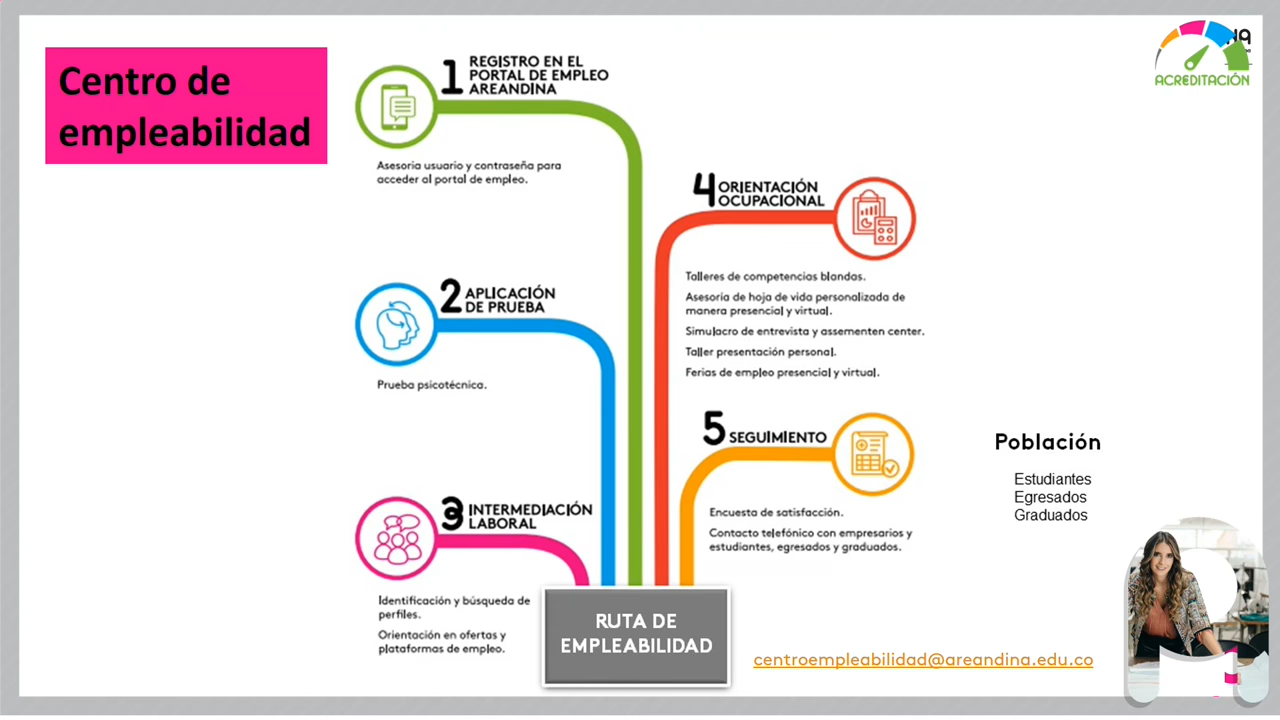 Centro de
empleabilidad
1 REGISTRO EN EL
PORTAL DE EMPLEO
AREANDINA
Asesoria usuario y contraseña para
acceder al portal de empleo.
2 APLICACIÓN
DE PRUEBA
Prueba psicotécnica.
3 INTERMEDIACIÓN
LABORAL
Identificación y búsqueda de
perfiles.
Orientación en ofertas y
plataformas de empleo.
4 ORIENTACIÓN
OCUPACIONAL
Talleres de competencias blandas.
Asesoría de hoja de vida personalizada de
manera presencial y virtual.
Simulacro de entrevista y assementen center.
Taller presentación personal.
Ferias de empleo presencial y virtual.
5 SEGUIMIENTO
Encuesta de satisfacción.
Contacto telefónico con empresarios y
estudiantes, egresados y graduados.
RUTA DE
EMPLEABILIDAD
Población
Estudiantes
Egresados
Graduados
centroempleabilidad@areandina.edu.co
ACREDITACIÓN